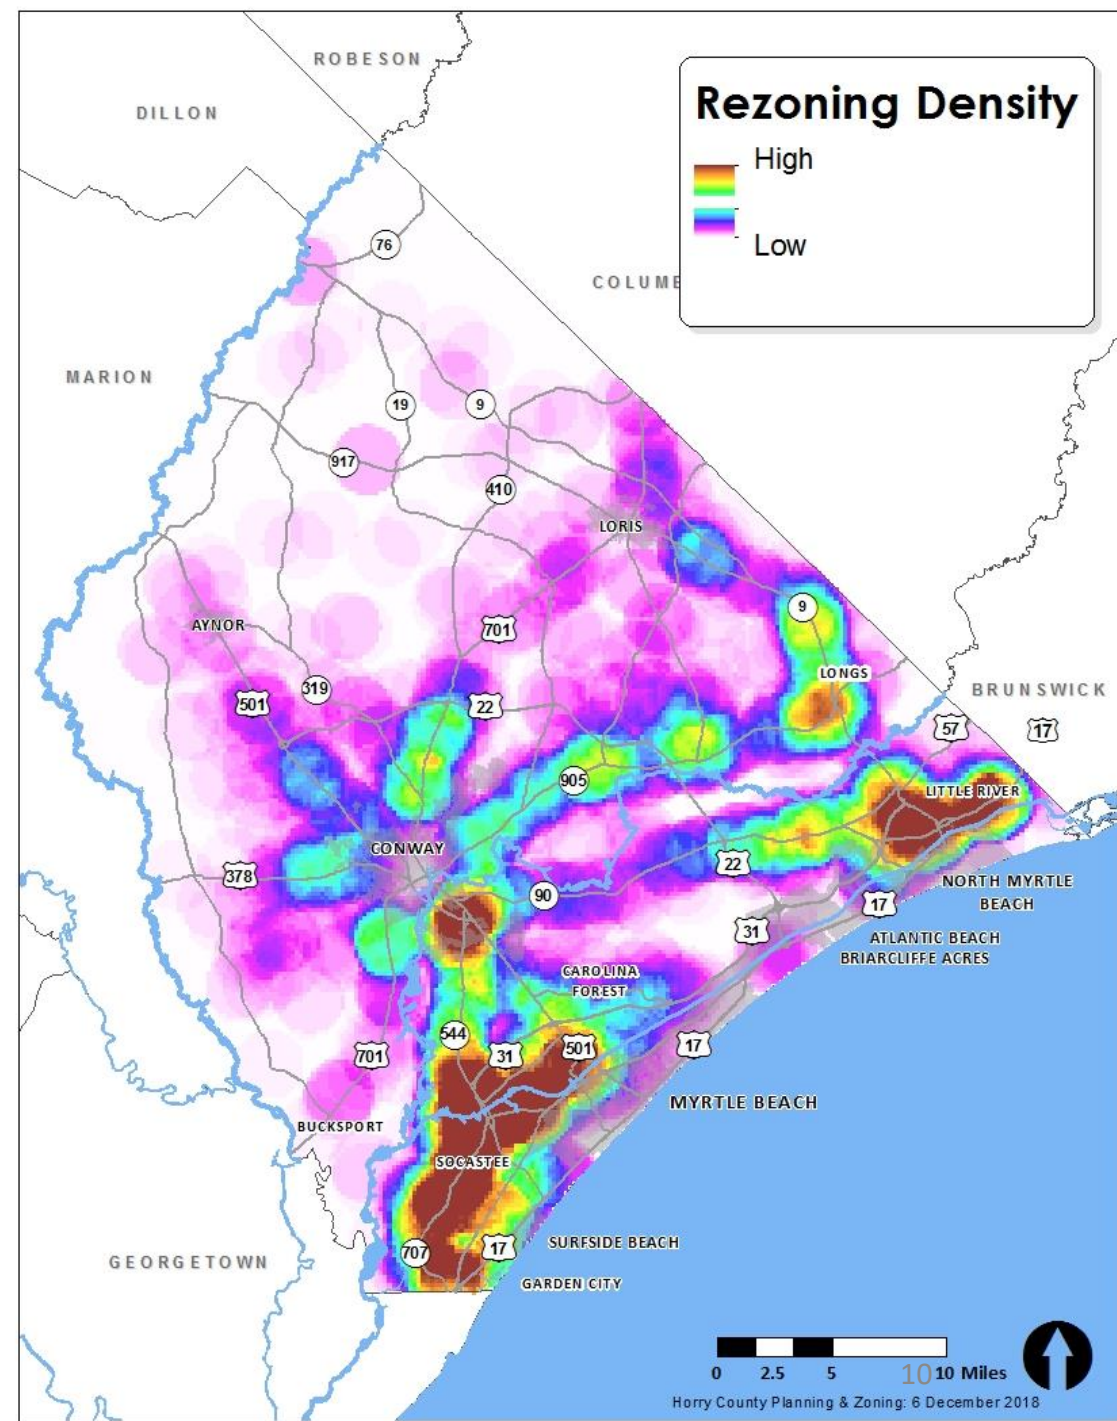 ROBESON
DILLON
Rezoning Density
High
Low
76
COLUME
MARION
19
9
917
410
LORIS
9
AYNOR
701
LONGS
319
501
22
BRUNSWICK
57
17
905
LITTLE RIVER
CONWAY
22
378
90
NORTH MYRTLE
BEACH
17
31
ATLANTIC BEACH
BRIARCLIFFE ACRES
CAROLINA
FOREST
544
31
501
17
701
MYRTLE BEACH
BUCKSPORT
SOCASTEE
707
17
SURFSIDE BEACH
GEORGETOWN
GARDEN CITY
0 2.5 5 10 10 Miles
Horry County Planning & Zoning: 6 December 2018